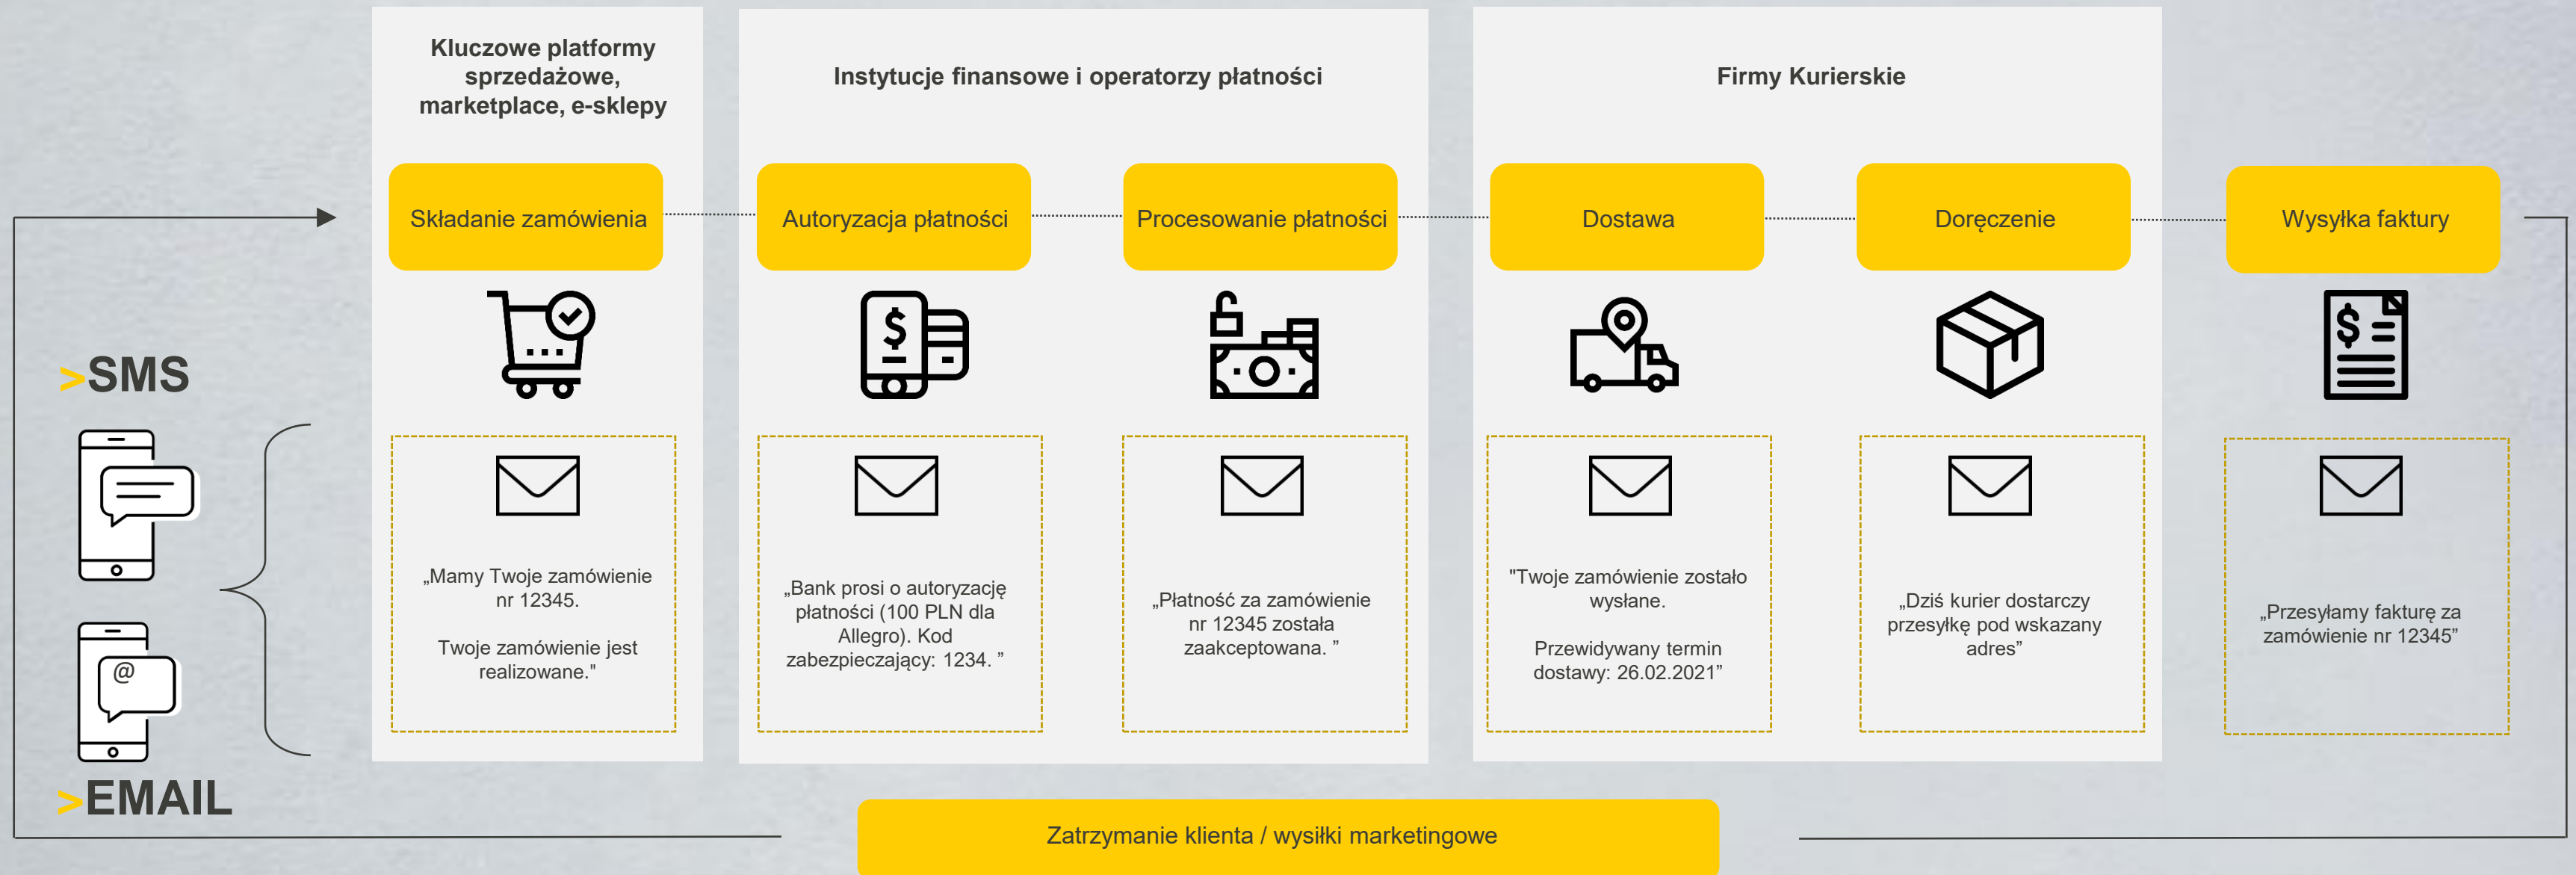 Kluczowe platformy
sprzedażowe,
marketplace, e-sklepy
Instytucje finansowe i operatorzy płatności
Firmy Kurierskie
Składanie zamówienia
Autoryzacja płatności
Procesowanie płatności
Dostawa
Doręczenie
Wysyłka faktury
$
$
>SMS
@
>EMAIL
„Mamy Twoje zamówienie
nr 12345.
Twoje zamówienie jest
realizowane."
„Bank prosi o autoryzację
płatności (100 PLN dla
Allegro). Kod
zabezpieczający: 1234. ”
„Płatność za zamówienie
nr 12345 została
zaakceptowana. ”
"Twoje zamówienie zostało
wysłane.
Przewidywany termin
dostawy: 26.02.2021”
„Dziś kurier dostarczy
przesyłkę pod wskazany
adres”
„Przesyłamy fakturę za
zamówienie nr 12345”
Zatrzymanie klienta / wysiłki marketingowe